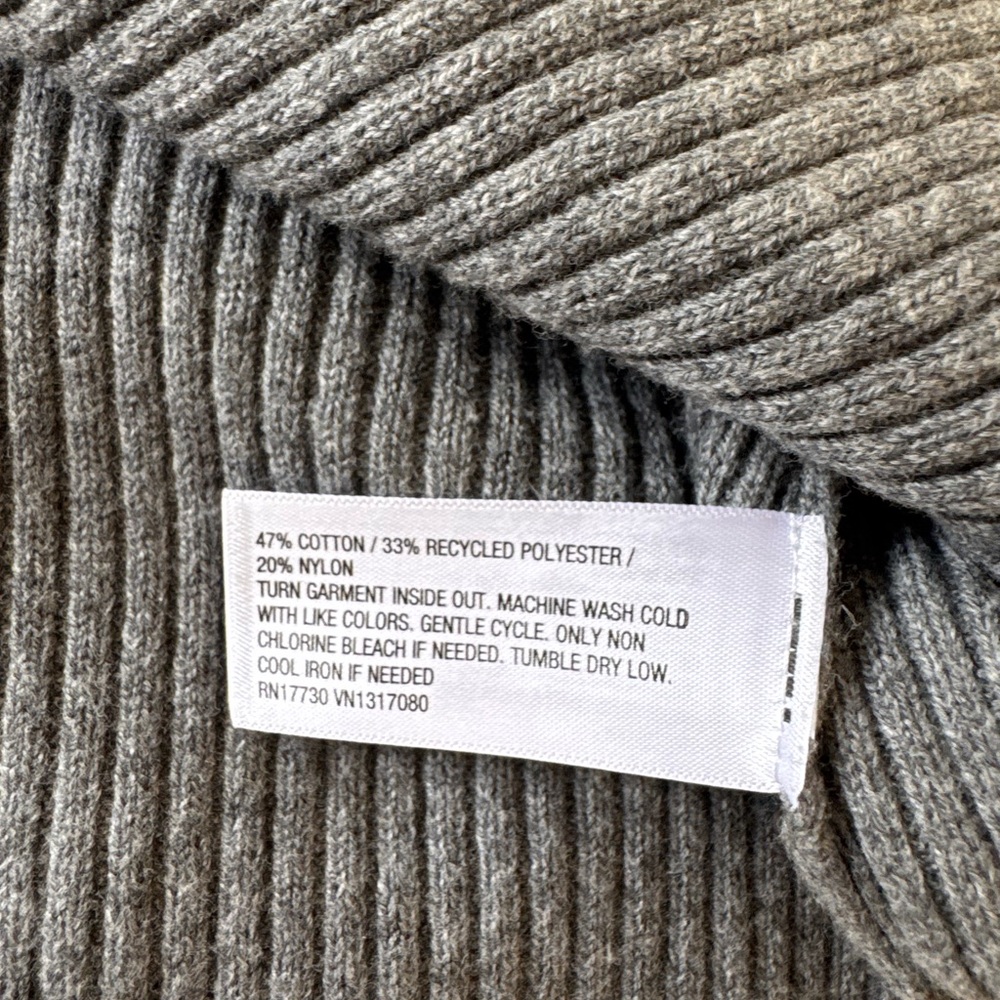 47% COTTON / 33% RECYCLED POLYESTER /
20% NYLON
TURN GARMENT INSIDE OUT. MACHINE WASH COLD
WITH LIKE COLORS. GENTLE CYCLE. ONLY NON
CHLORINE BLEACH IF NEEDED. TUMBLE DRY LOW.
COOL IRON IF NEEDED
RN17730 VN1317080